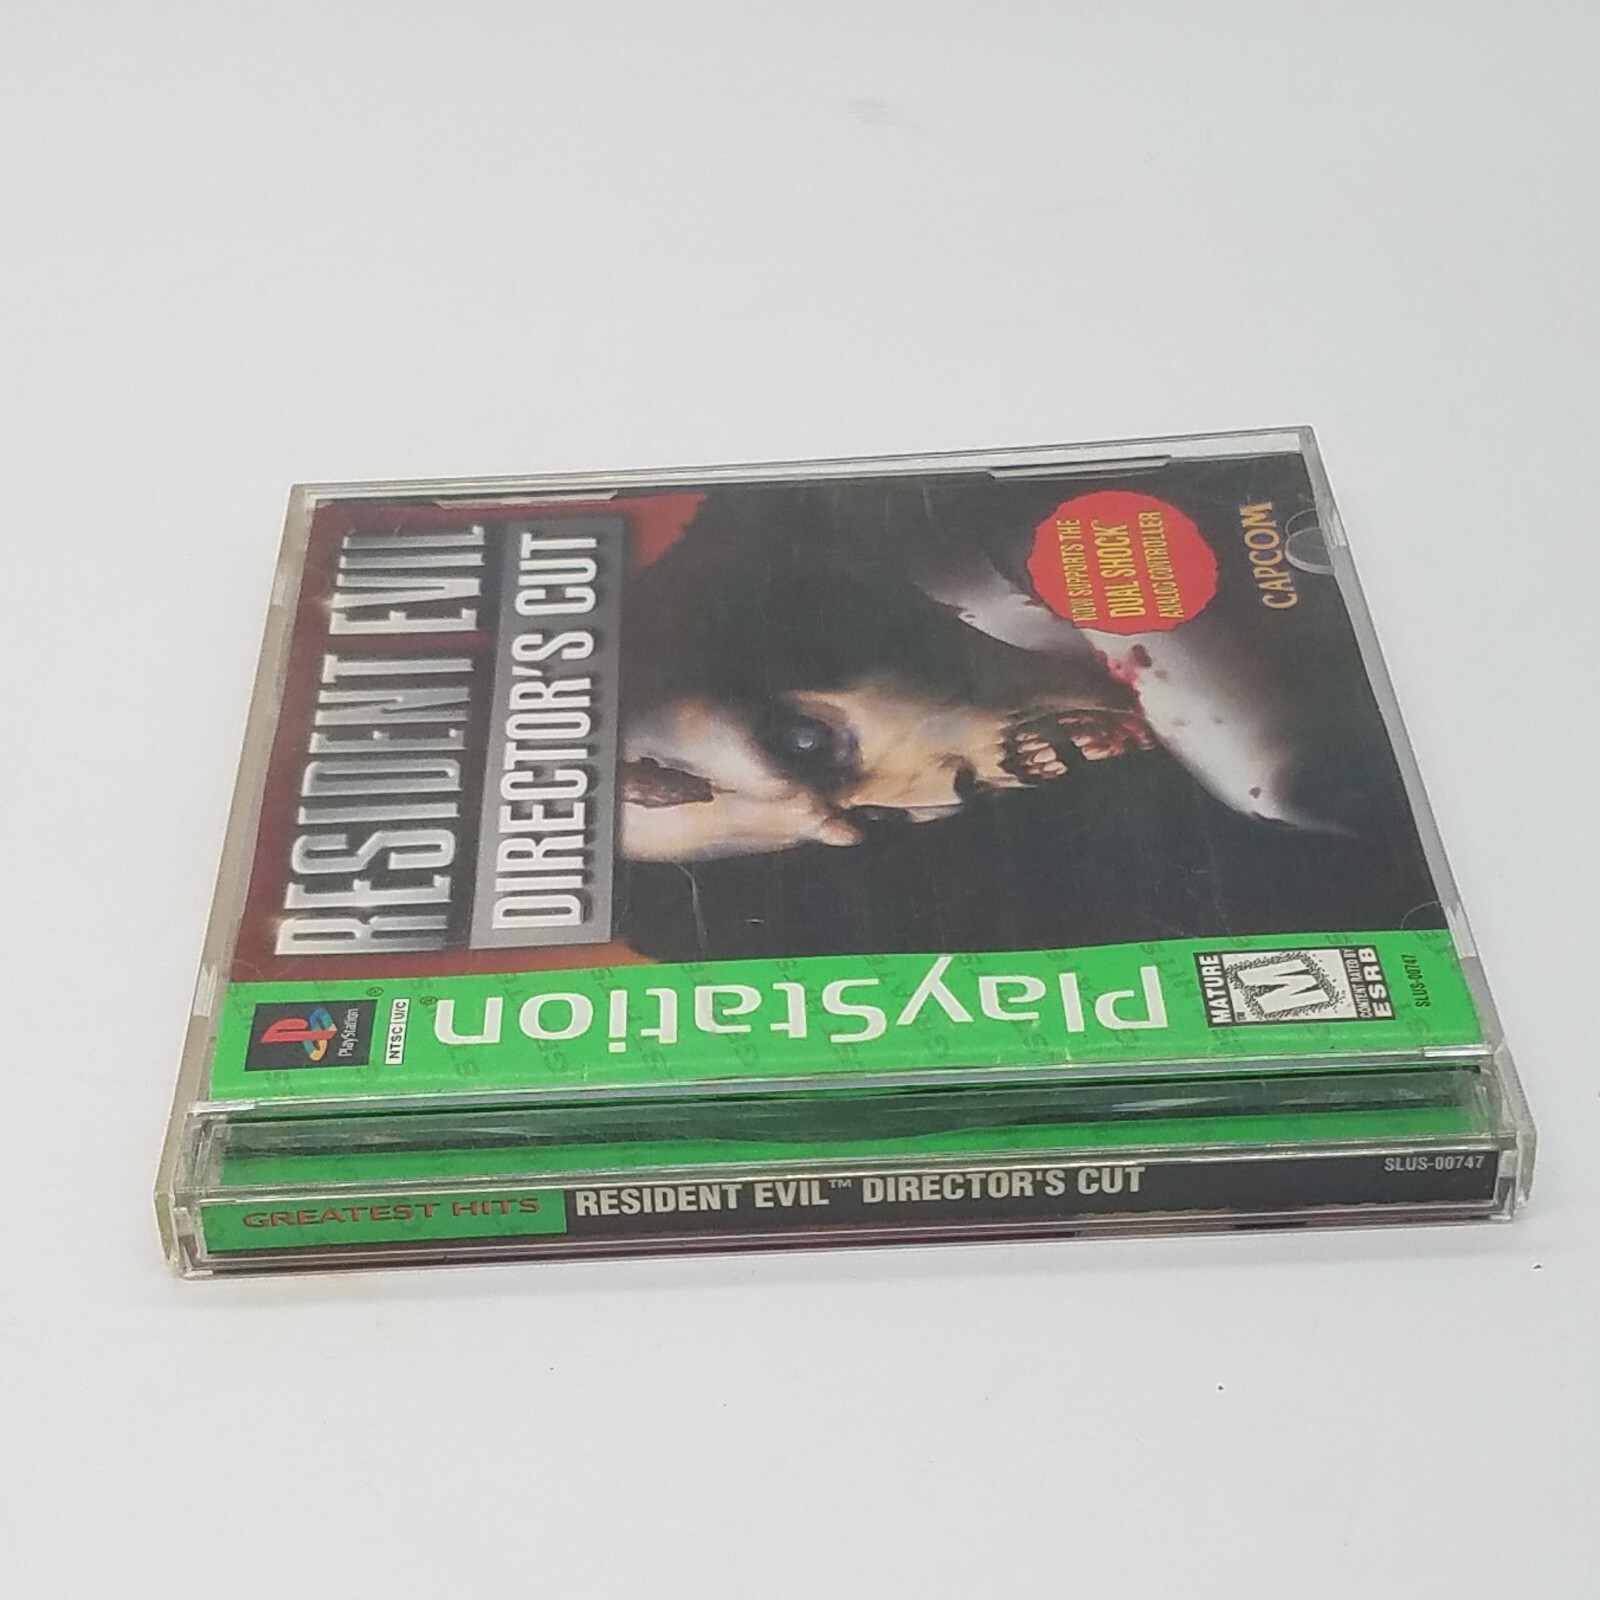 RESIDENT EVIL
DIRECTOR'S CUT
NOW SUPPORTS THE
DUAL SHOCK™
ANALOG CONTROLLER
CAPCOM
PlayStation®
NTSC U/C
PlayStation®
MATURE
M
CONTENT RATED BY
ESRB
SLUS-00747
GREATEST HITS
RESIDENT EVIL™ DIRECTOR'S CUT
SLUS-00747